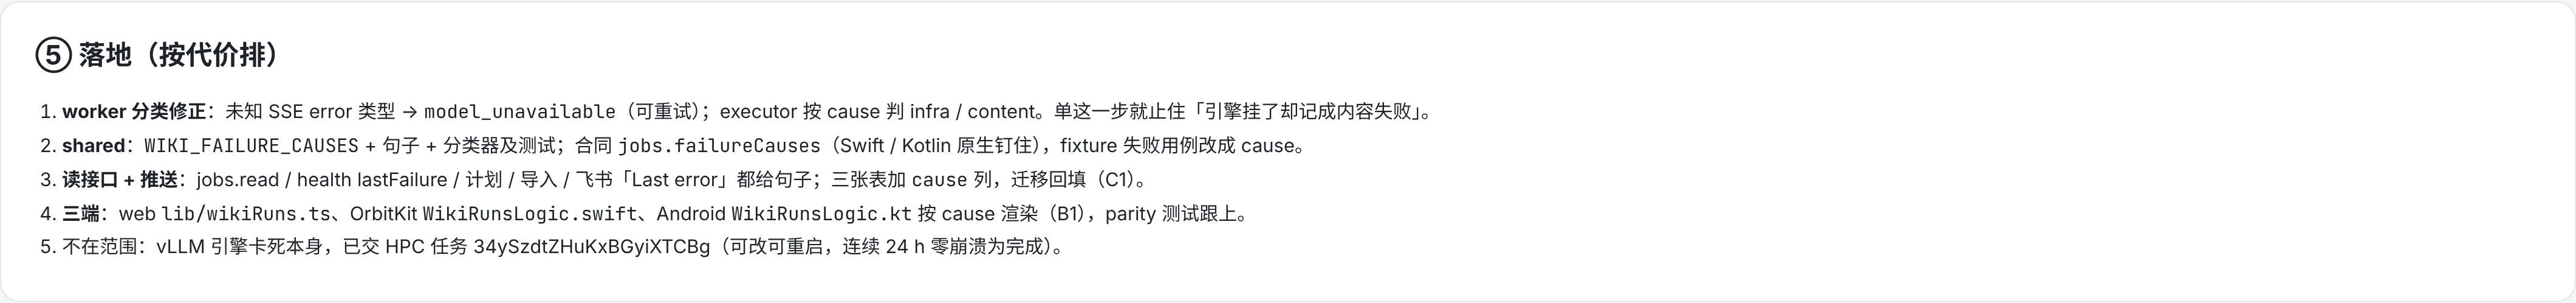 ⑤ 落地（按代价排）
1. worker 分类修正：未知 SSE error 类型 → model_unavailable（可重试）；executor 按 cause 判 infra / content。单这一步就止住「引擎挂了却记成内容失败」。
2. shared：WIKI_FAILURE_CAUSES + 句子 + 分类器及测试；合同 jobs.failureCauses（Swift / Kotlin 原生钉住），fixture 失败用例改成 cause。
3. 读接口 + 推送：jobs.read / health lastFailure / 计划 / 导入 / 飞书「Last error」都给句子；三张表加 cause 列，迁移回填（C1）。
4. 三端：web lib/wikiRuns.ts、OrbitKit WikiRunsLogic.swift、Android WikiRunsLogic.kt 按 cause 渲染（B1），parity 测试跟上。
5. 不在范围：vLLM 引擎卡死本身，已交 HPC 任务 34ySzdtZHuKxBGyiXTCBg（可改可重启，连续 24 h 零崩溃为完成）。